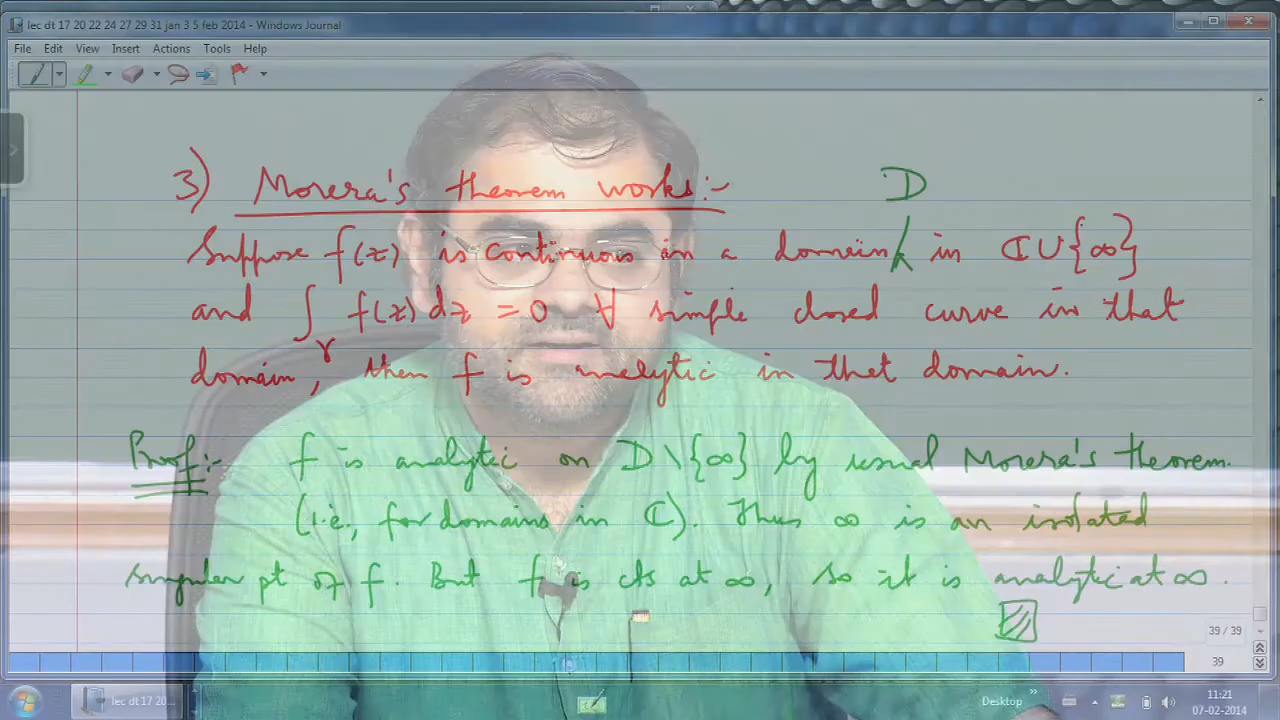 lec dt 17 20 22 24 27 29 31 jan 3 5 feb 2014 - Windows Journal
File Edit View Insert Actions Tools Help
D
3) Morera's theorem works:-
Suppose f(z) is continuous in a domain in ℂ∪{∞}
and ∫γ f(z) dz = 0 ∀ simple closed curve in that
domain, then f is analytic in that domain.
Proof:- f is analytic on D\{∞} by usual Morera's theorem.
(i.e., for domains in ℂ). Thus ∞ is an isolated
singular pt of f. But f is cts at ∞, so it is analytic at ∞.
39 / 39
39
lec dt 17 20...
Desktop
11:21
07-02-2014